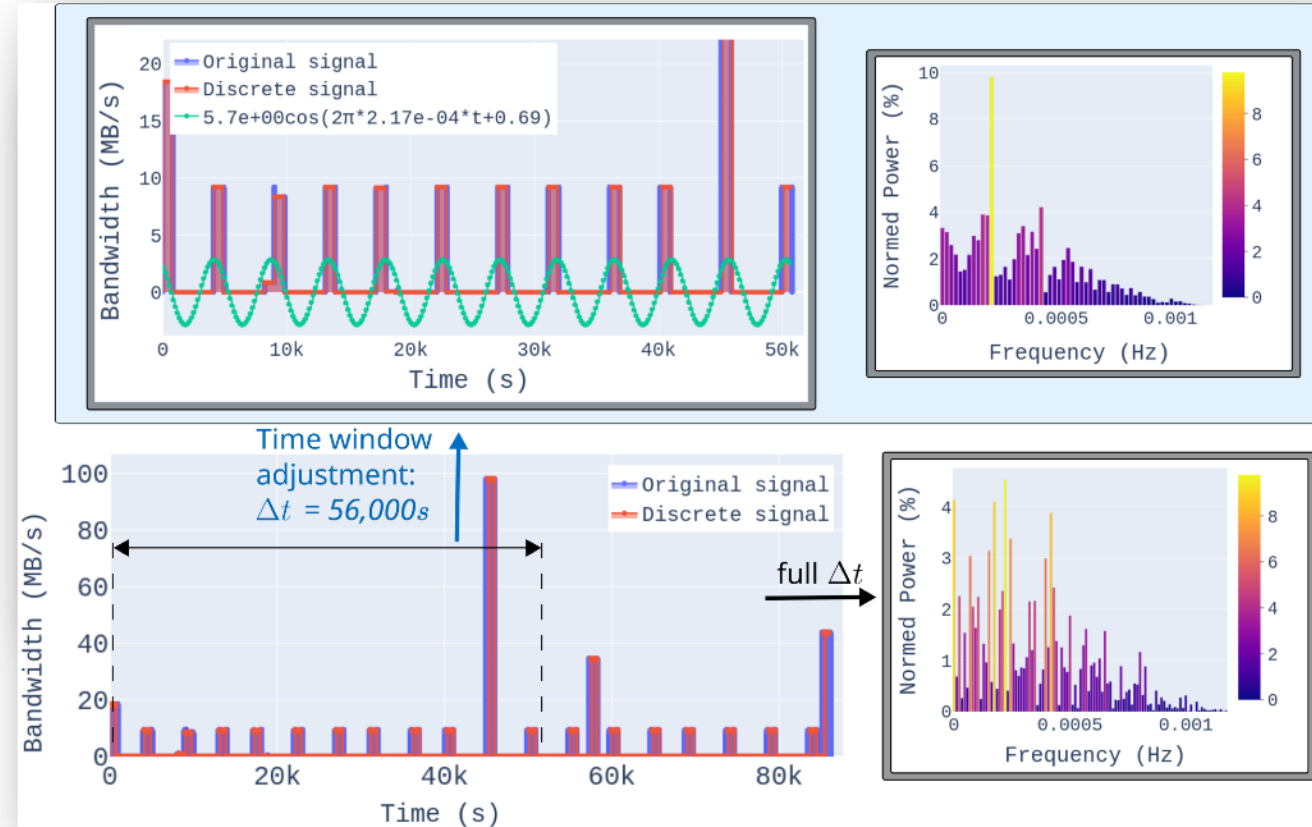 Original signal
Discrete signal
5.7e+00cos(2π*2.17e-04*t+0.69)
Bandwidth (MB/s)
20
15
10
5
0
0 10k 20k 30k 40k 50k
Time (s)
Normed Power (%)
10
8
6
4
2
0
0 0.0005 0.001
Frequency (Hz)
8
6
4
2
0
Time window
adjustment:
Δt = 56,000s
Original signal
Discrete signal
Bandwidth (MB/s)
100
80
60
40
20
0
0 20k 40k 60k 80k
Time (s)
full Δt
Normed Power (%)
4
3
2
1
0
0 0.0005 0.001
Frequency (Hz)
8
6
4
2
0